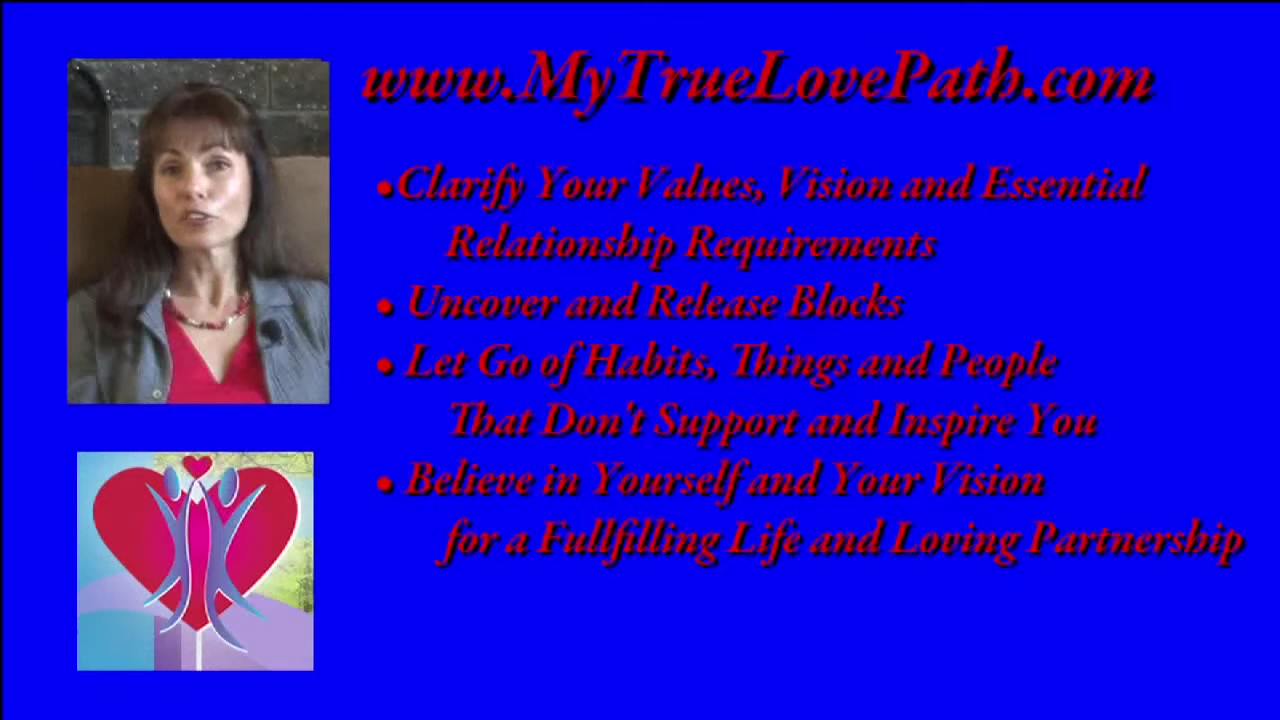 www.MyTrueLovePath.com
•Clarify Your Values, Vision and Essential
Relationship Requirements
• Uncover and Release Blocks
• Let Go of Habits, Things and People
That Don't Support and Inspire You
• Believe in Yourself and Your Vision
for a Fullfilling Life and Loving Partnership